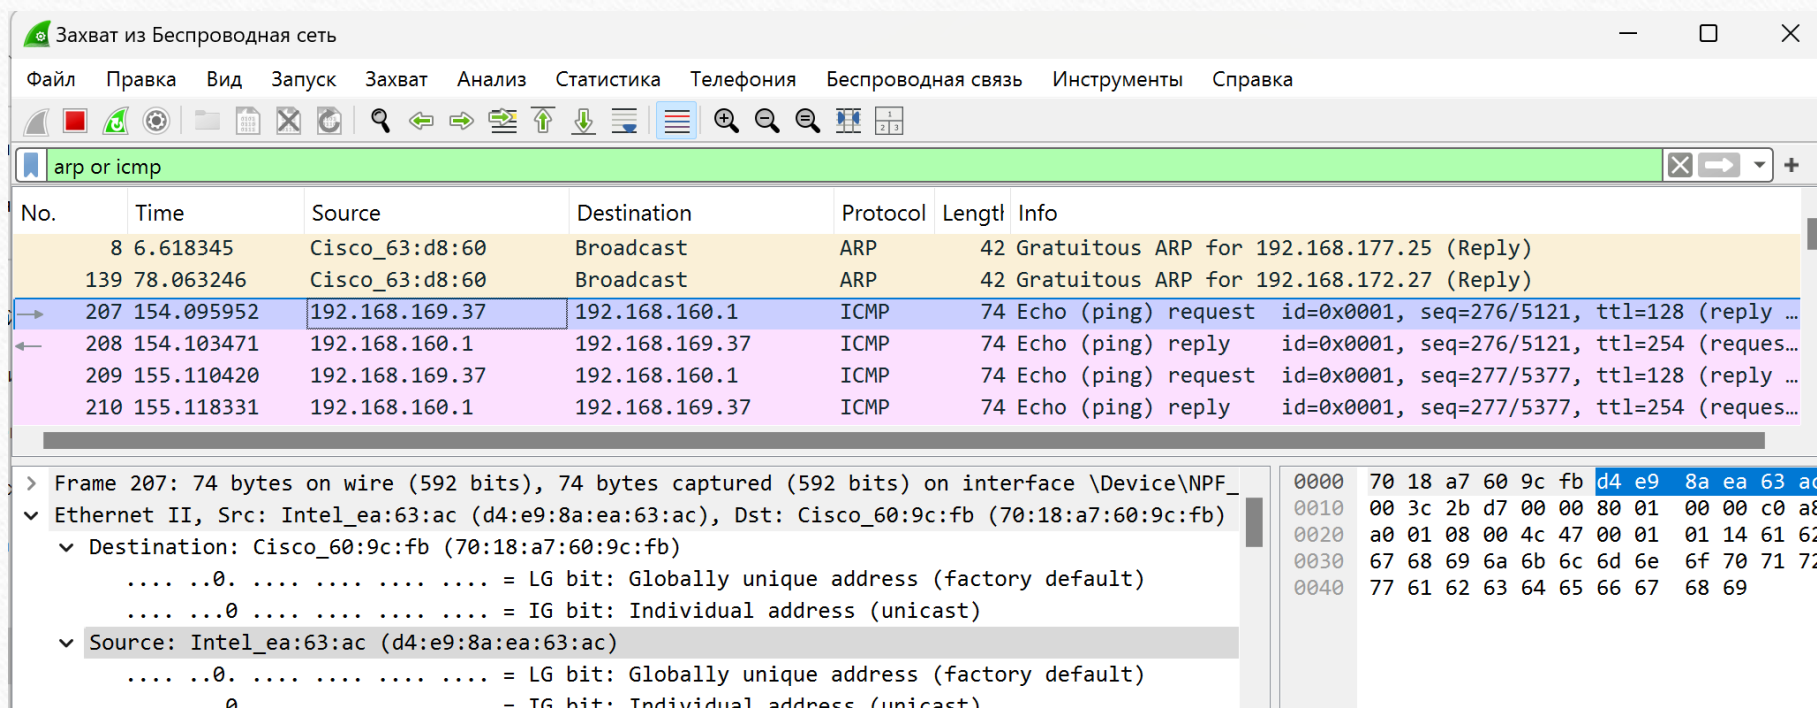 Захват из Беспроводная сеть
Файл Правка Вид Запуск Захват Анализ Статистика Телефония Беспроводная связь Инструменты Справка
arp or icmp
No. Time Source Destination Protocol Length Info
8 6.618345 Cisco_63:d8:60 Broadcast ARP 42 Gratuitous ARP for 192.168.177.25 (Reply)
139 78.063246 Cisco_63:d8:60 Broadcast ARP 42 Gratuitous ARP for 192.168.172.27 (Reply)
207 154.095952 192.168.169.37 192.168.160.1 ICMP 74 Echo (ping) request id=0x0001, seq=276/5121, ttl=128 (reply …
208 154.103471 192.168.160.1 192.168.169.37 ICMP 74 Echo (ping) reply id=0x0001, seq=276/5121, ttl=254 (reques…
209 155.110420 192.168.169.37 192.168.160.1 ICMP 74 Echo (ping) request id=0x0001, seq=277/5377, ttl=128 (reply …
210 155.118331 192.168.160.1 192.168.169.37 ICMP 74 Echo (ping) reply id=0x0001, seq=277/5377, ttl=254 (reques…
Frame 207: 74 bytes on wire (592 bits), 74 bytes captured (592 bits) on interface \Device\NPF_
Ethernet II, Src: Intel_ea:63:ac (d4:e9:8a:ea:63:ac), Dst: Cisco_60:9c:fb (70:18:a7:60:9c:fb)
Destination: Cisco_60:9c:fb (70:18:a7:60:9c:fb)
.... ..0. .... .... .... .... = LG bit: Globally unique address (factory default)
.... ...0 .... .... .... .... = IG bit: Individual address (unicast)
Source: Intel_ea:63:ac (d4:e9:8a:ea:63:ac)
.... ..0. .... .... .... .... = LG bit: Globally unique address (factory default)
.... ...0 .... .... .... .... = IG bit: Individual address (unicast)
0000 70 18 a7 60 9c fb d4 e9 8a ea 63 ac
0010 00 3c 2b d7 00 00 80 01 00 00 c0 a8
0020 a0 01 08 00 4c 47 00 01 01 14 61 62
0030 67 68 69 6a 6b 6c 6d 6e 6f 70 71 72
0040 77 61 62 63 64 65 66 67 68 69